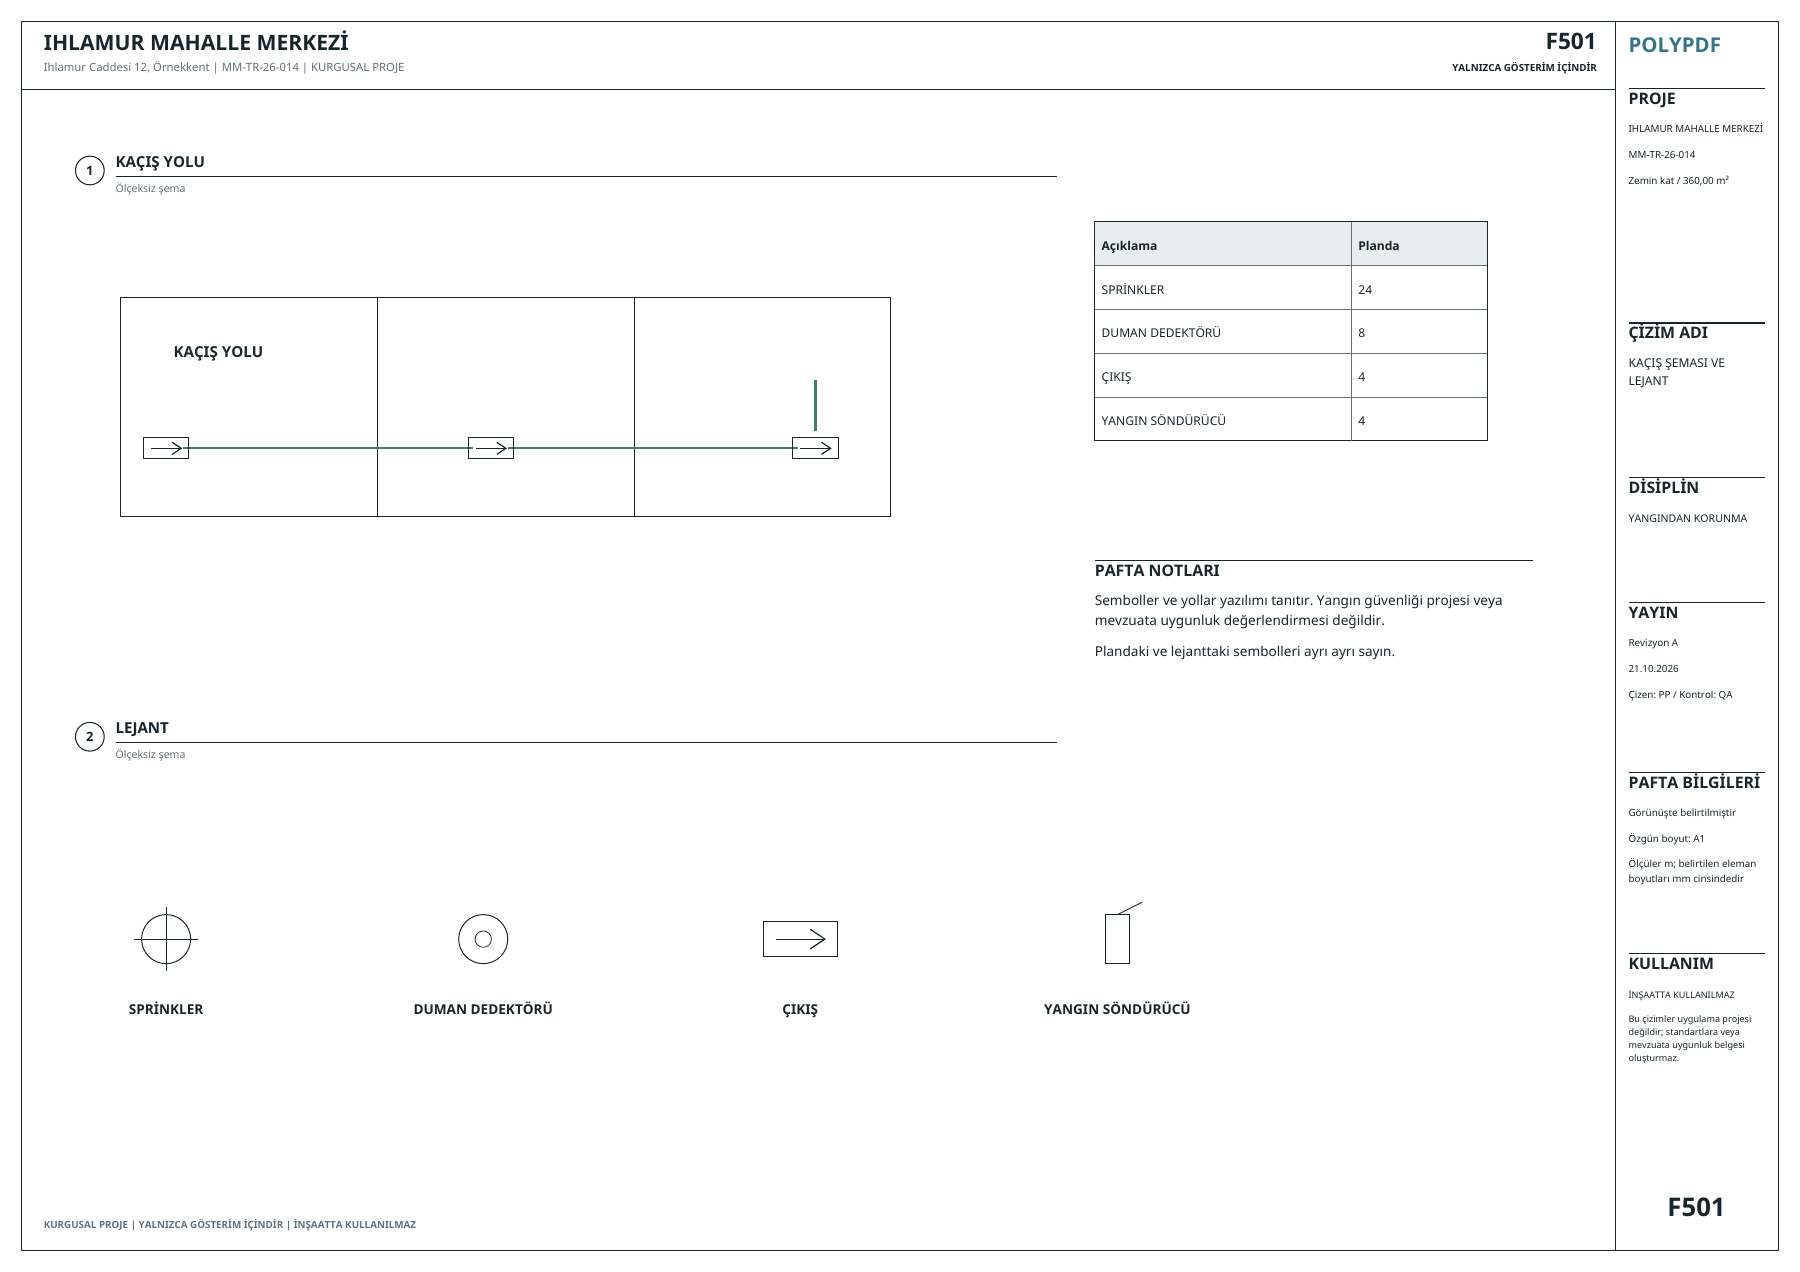 IHLAMUR MAHALLE MERKEZİ
Ihlamur Caddesi 12, Örnekkent | MM-TR-26-014 | KURGUSAL PROJE
F501
YALNIZCA GÖSTERİM İÇİNDİR
1
KAÇIŞ YOLU
Ölçeksiz şema
KAÇIŞ YOLU
Açıklama Planda
SPRİNKLER 24
DUMAN DEDEKTÖRÜ 8
ÇIKIŞ 4
YANGIN SÖNDÜRÜCÜ 4
PAFTA NOTLARI
Semboller ve yollar yazılımı tanıtır. Yangın güvenliği projesi veya
mevzuata uygunluk değerlendirmesi değildir.
Plandaki ve lejanttaki sembolleri ayrı ayrı sayın.
2
LEJANT
Ölçeksiz şema
SPRİNKLER
DUMAN DEDEKTÖRÜ
ÇIKIŞ
YANGIN SÖNDÜRÜCÜ
KURGUSAL PROJE | YALNIZCA GÖSTERİM İÇİNDİR | İNŞAATTA KULLANILMAZ
POLYPDF
PROJE
IHLAMUR MAHALLE MERKEZİ
MM-TR-26-014
Zemin kat / 360,00 m²
ÇİZİM ADI
KAÇIŞ ŞEMASI VE
LEJANT
DİSİPLİN
YANGINDAN KORUNMA
YAYIN
Revizyon A
21.10.2026
Çizen: PP / Kontrol: QA
PAFTA BİLGİLERİ
Görünüşte belirtilmiştir
Özgün boyut: A1
Ölçüler m; belirtilen eleman
boyutları mm cinsindedir
KULLANIM
İNŞAATTA KULLANILMAZ
Bu çizimler uygulama projesi
değildir; standartlara veya
mevzuata uygunluk belgesi
oluşturmaz.
F501